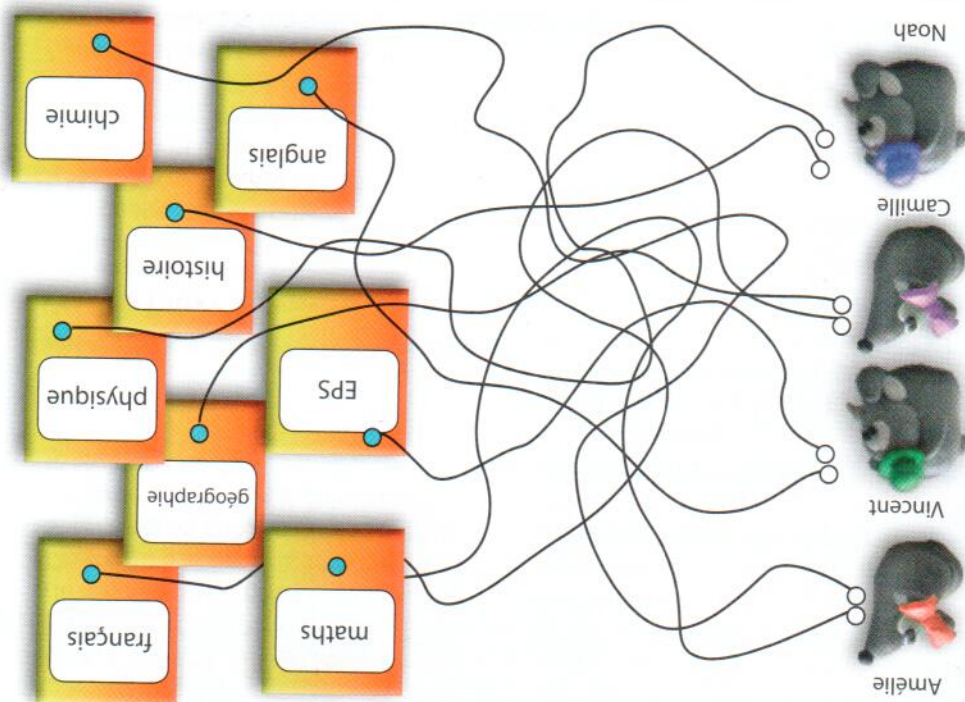 Amélie
Vincent
Camille
Noah
maths
français
géographie
EPS
physique
histoire
anglais
chimie